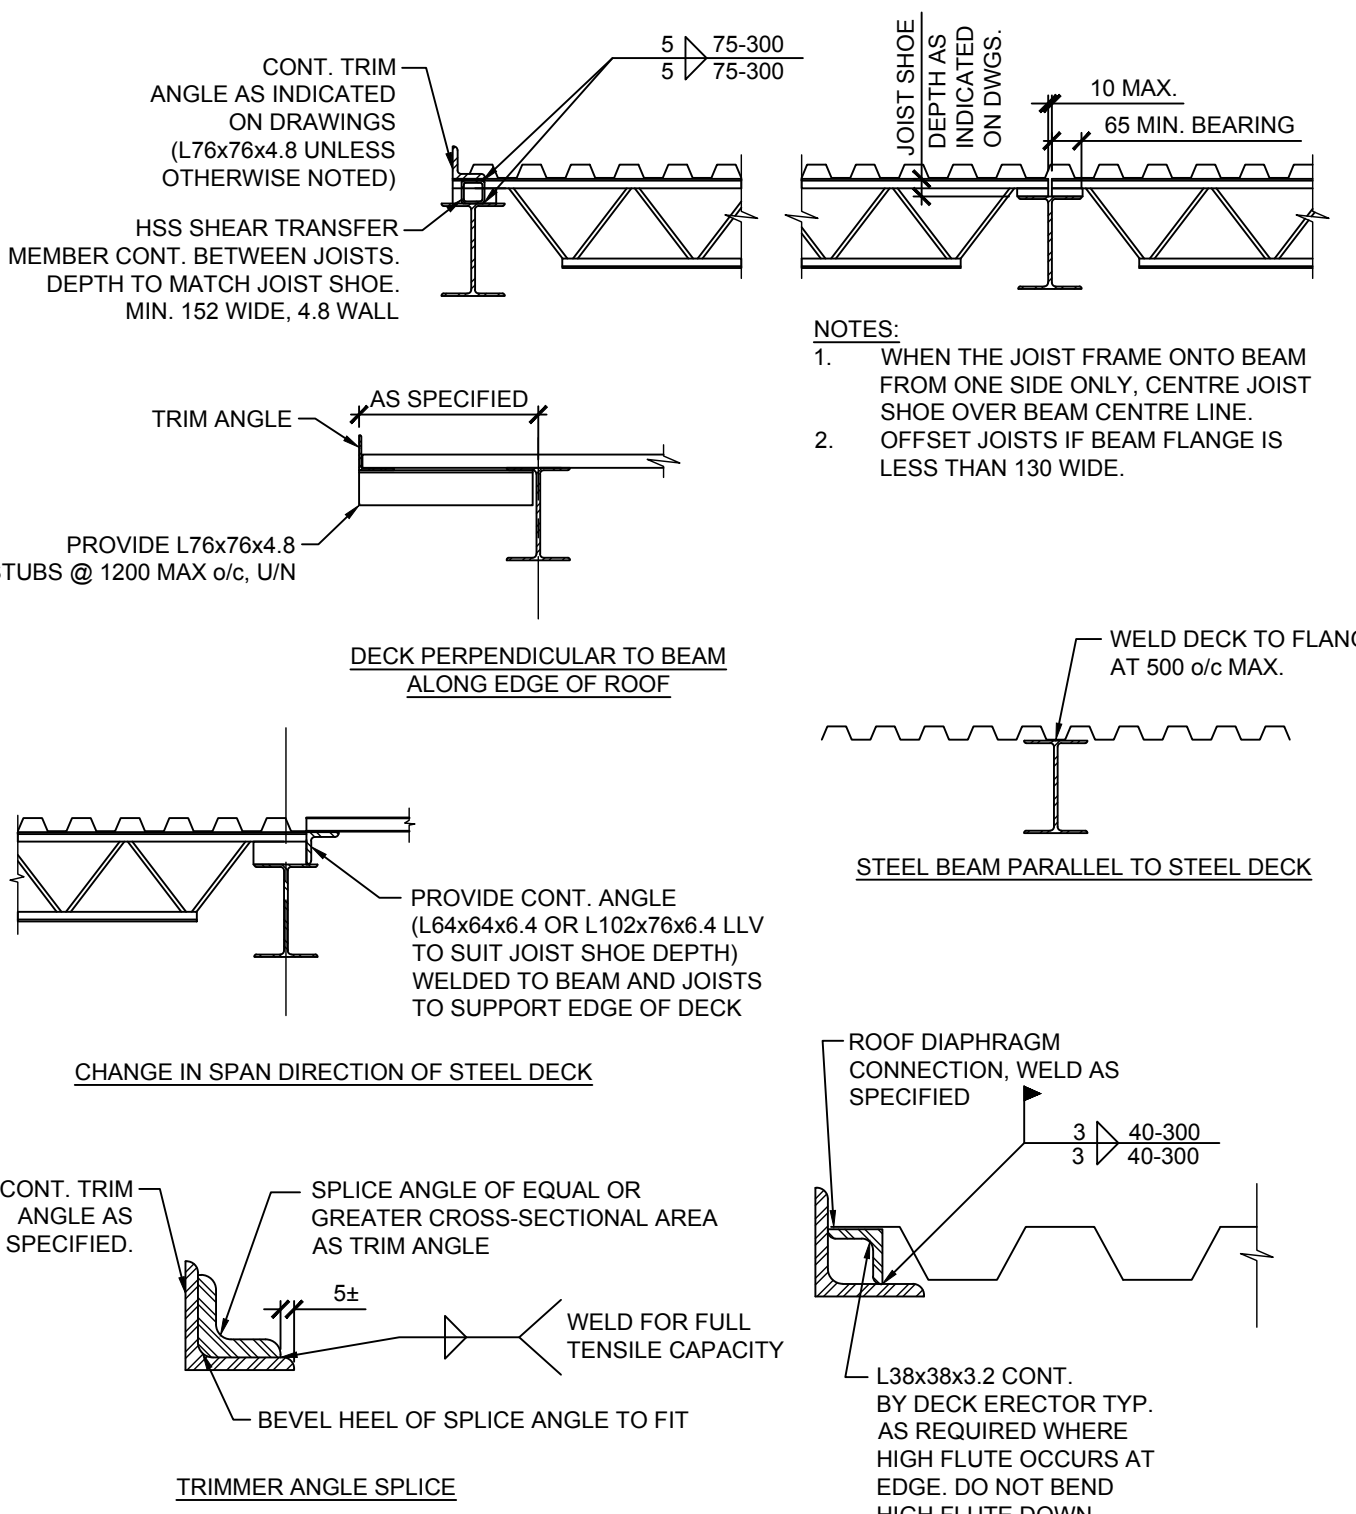 CONT. TRIM
ANGLE AS INDICATED
ON DRAWINGS
(L76x76x4.8 UNLESS
OTHERWISE NOTED)
HSS SHEAR TRANSFER
MEMBER CONT. BETWEEN JOISTS.
DEPTH TO MATCH JOIST SHOE.
MIN. 152 WIDE, 4.8 WALL
5 75-300
5 75-300
JOIST SHOE
DEPTH AS
INDICATED
ON DWGS.
10 MAX.
65 MIN. BEARING
NOTES:
1. WHEN THE JOIST FRAME ONTO BEAM
FROM ONE SIDE ONLY, CENTRE JOIST
SHOE OVER BEAM CENTRE LINE.
2. OFFSET JOISTS IF BEAM FLANGE IS
LESS THAN 130 WIDE.
AS SPECIFIED
TRIM ANGLE
PROVIDE L76x76x4.8
STUBS @ 1200 MAX o/c, U/N
DECK PERPENDICULAR TO BEAM
ALONG EDGE OF ROOF
WELD DECK TO FLANG
AT 500 o/c MAX.
STEEL BEAM PARALLEL TO STEEL DECK
PROVIDE CONT. ANGLE
(L64x64x6.4 OR L102x76x6.4 LLV
TO SUIT JOIST SHOE DEPTH)
WELDED TO BEAM AND JOISTS
TO SUPPORT EDGE OF DECK
CHANGE IN SPAN DIRECTION OF STEEL DECK
ROOF DIAPHRAGM
CONNECTION, WELD AS
SPECIFIED
3 40-300
3 40-300
CONT. TRIM
ANGLE AS
SPECIFIED.
SPLICE ANGLE OF EQUAL OR
GREATER CROSS-SECTIONAL AREA
AS TRIM ANGLE
5±
WELD FOR FULL
TENSILE CAPACITY
BEVEL HEEL OF SPLICE ANGLE TO FIT
TRIMMER ANGLE SPLICE
L38x38x3.2 CONT.
BY DECK ERECTOR TYP.
AS REQUIRED WHERE
HIGH FLUTE OCCURS AT
EDGE. DO NOT BEND
HIGH FLUTE DOWN